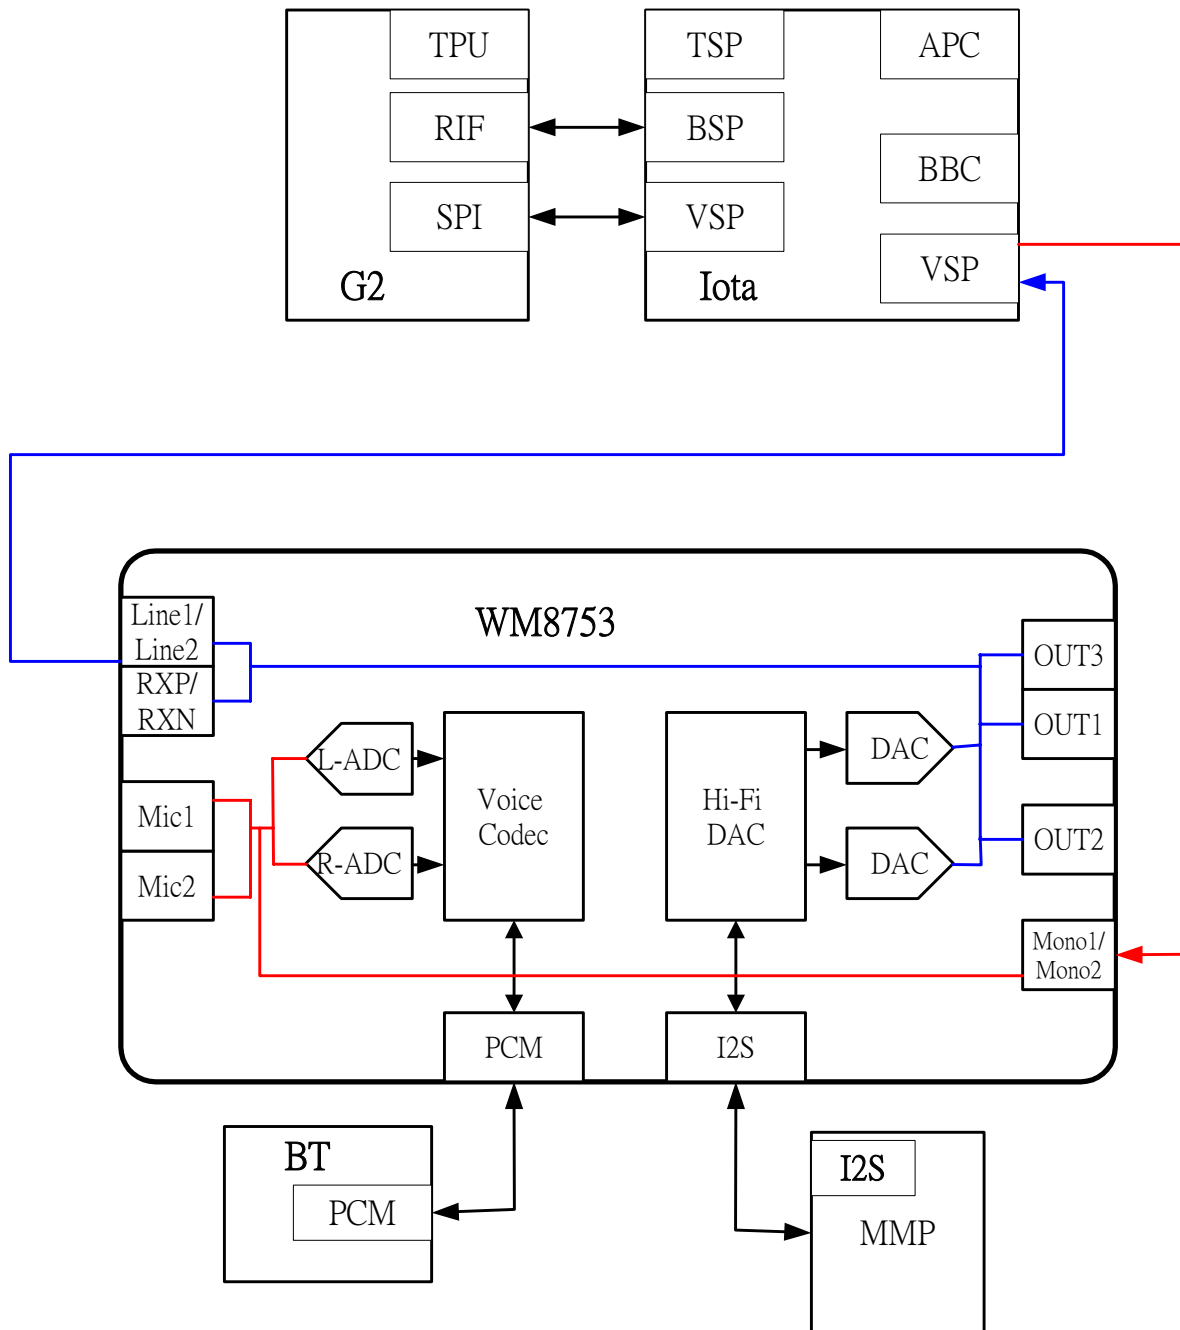 TPU
TSP
APC
RIF
BSP
BBC
SPI
VSP
VSP
G2
Iota
WM8753
Line1/
Line2
RXP/
RXN
OUT3
OUT1
L-ADC
DAC
Mic1
Voice
Codec
Hi-Fi
DAC
R-ADC
DAC
OUT2
Mic2
Mono1/
Mono2
PCM
I2S
BT
PCM
I2S
MMP